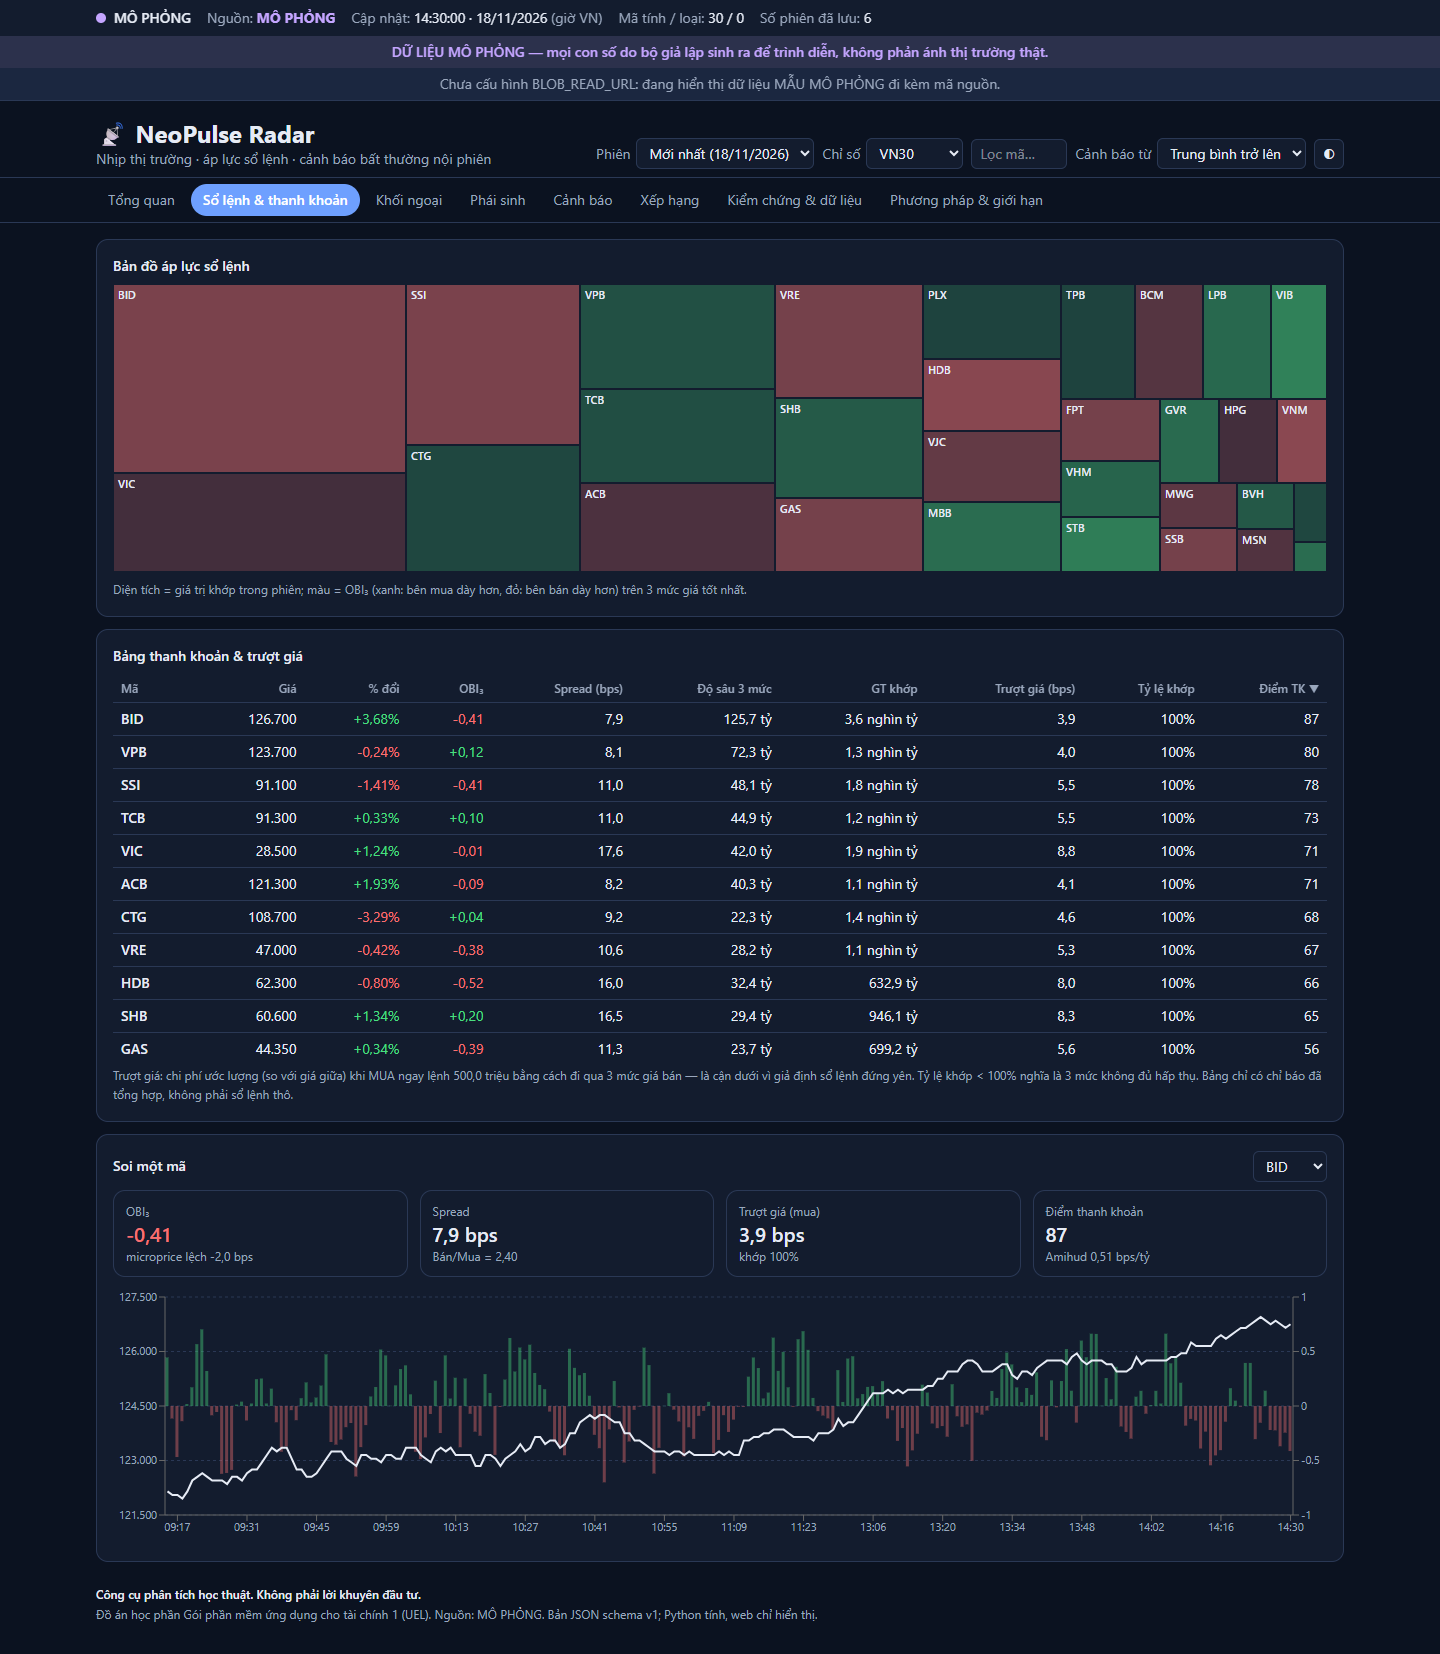 MÔ PHỎNG Nguồn: MÔ PHỎNG Cập nhật: 14:30:00 · 18/11/2026 (giờ VN) Mã tính / loại: 30 / 0 Số phiên đã lưu: 6
DỮ LIỆU MÔ PHỎNG — mọi con số do bộ giả lập sinh ra để trình diễn, không phản ánh thị trường thật.
Chưa cấu hình BLOB_READ_URL: đang hiển thị dữ liệu MẪU MÔ PHỎNG đi kèm mã nguồn.
NeoPulse Radar
Nhịp thị trường · áp lực sổ lệnh · cảnh báo bất thường nội phiên
Phiên Mới nhất (18/11/2026) Chỉ số VN30 Lọc mã... Cảnh báo từ Trung bình trở lên
Tổng quan Sổ lệnh & thanh khoản Khối ngoại Phái sinh Cảnh báo Xếp hạng Kiểm chứng & dữ liệu Phương pháp & giới hạn
Bản đồ áp lực sổ lệnh
BID SSI VPB VRE PLX TPB BCM LPB VIB
HDB
TCB SHB FPT GVR HPG VNM
VJC
CTG VHM
VIC ACB MWG BVH
GAS MBB STB SSB MSN
Diện tích = giá trị khớp trong phiên; màu = OBI₃ (xanh: bên mua dày hơn, đỏ: bên bán dày hơn) trên 3 mức giá tốt nhất.
Bảng thanh khoản & trượt giá
Mã Giá % đổi OBI₃ Spread (bps) Độ sâu 3 mức GT khớp Trượt giá (bps) Tỷ lệ khớp Điểm TK ▼
BID 126.700 +3,68% -0,41 7,9 125,7 tỷ 3,6 nghìn tỷ 3,9 100% 87
VPB 123.700 -0,24% +0,12 8,1 72,3 tỷ 1,3 nghìn tỷ 4,0 100% 80
SSI 91.100 -1,41% -0,41 11,0 48,1 tỷ 1,8 nghìn tỷ 5,5 100% 78
TCB 91.300 +0,33% +0,10 11,0 44,9 tỷ 1,2 nghìn tỷ 5,5 100% 73
VIC 28.500 +1,24% -0,01 17,6 42,0 tỷ 1,9 nghìn tỷ 8,8 100% 71
ACB 121.300 +1,93% -0,09 8,2 40,3 tỷ 1,1 nghìn tỷ 4,1 100% 71
CTG 108.700 -3,29% +0,04 9,2 22,3 tỷ 1,4 nghìn tỷ 4,6 100% 68
VRE 47.000 -0,42% -0,38 10,6 28,2 tỷ 1,1 nghìn tỷ 5,3 100% 67
HDB 62.300 -0,80% -0,52 16,0 32,4 tỷ 632,9 tỷ 8,0 100% 66
SHB 60.600 +1,34% +0,20 16,5 29,4 tỷ 946,1 tỷ 8,3 100% 65
GAS 44.350 +0,34% -0,39 11,3 23,7 tỷ 699,2 tỷ 5,6 100% 56
Trượt giá: chi phí ước lượng (so với giá giữa) khi MUA ngay lệnh 500,0 triệu bằng cách đi qua 3 mức giá bán — là cận dưới vì giả định sổ lệnh đứng yên. Tỷ lệ khớp < 100% nghĩa là 3 mức không đủ hấp thụ. Bảng chỉ có chỉ báo đã
tổng hợp, không phải sổ lệnh thô.
Soi một mã BID
OBI₃ Spread Trượt giá (mua) Điểm thanh khoản
-0,41 7,9 bps 3,9 bps 87
microprice lệch -2,0 bps Bán/Mua = 2,40 khớp 100% Amihud 0,51 bps/tỷ
127.500 1
126.000 0.5
124.500 0
123.000 -0.5
121.500 -1
09:17 09:31 09:45 09:59 10:13 10:27 10:41 10:55 11:09 11:23 13:06 13:20 13:34 13:48 14:02 14:16 14:30
Công cụ phân tích học thuật. Không phải lời khuyên đầu tư.
Đồ án học phần Gói phần mềm ứng dụng cho tài chính 1 (UEL). Nguồn: MÔ PHỎNG. Bản JSON schema v1; Python tính, web chỉ hiển thị.